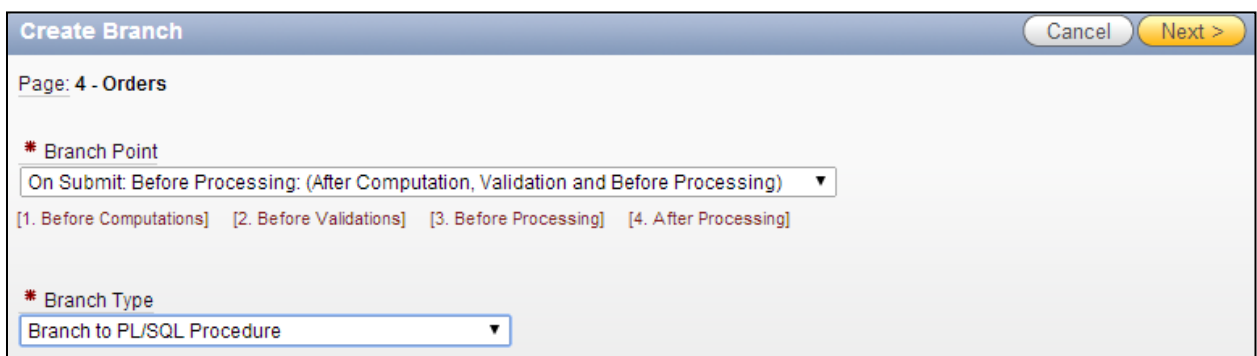 Create Branch Cancel Next >
Page: 4 - Orders
* Branch Point
On Submit: Before Processing: (After Computation, Validation and Before Processing)
[1. Before Computations] [2. Before Validations] [3. Before Processing] [4. After Processing]
* Branch Type
Branch to PL/SQL Procedure